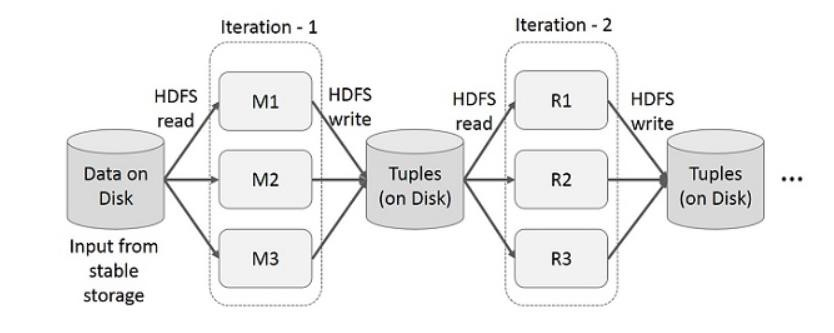 Iteration - 1
Iteration - 2
HDFS
read
M1
HDFS
write
HDFS
read
R1
HDFS
write
Data on
Disk
M2
Tuples
(on Disk)
R2
Tuples
(on Disk)
...
Input from
stable
storage
M3
R3